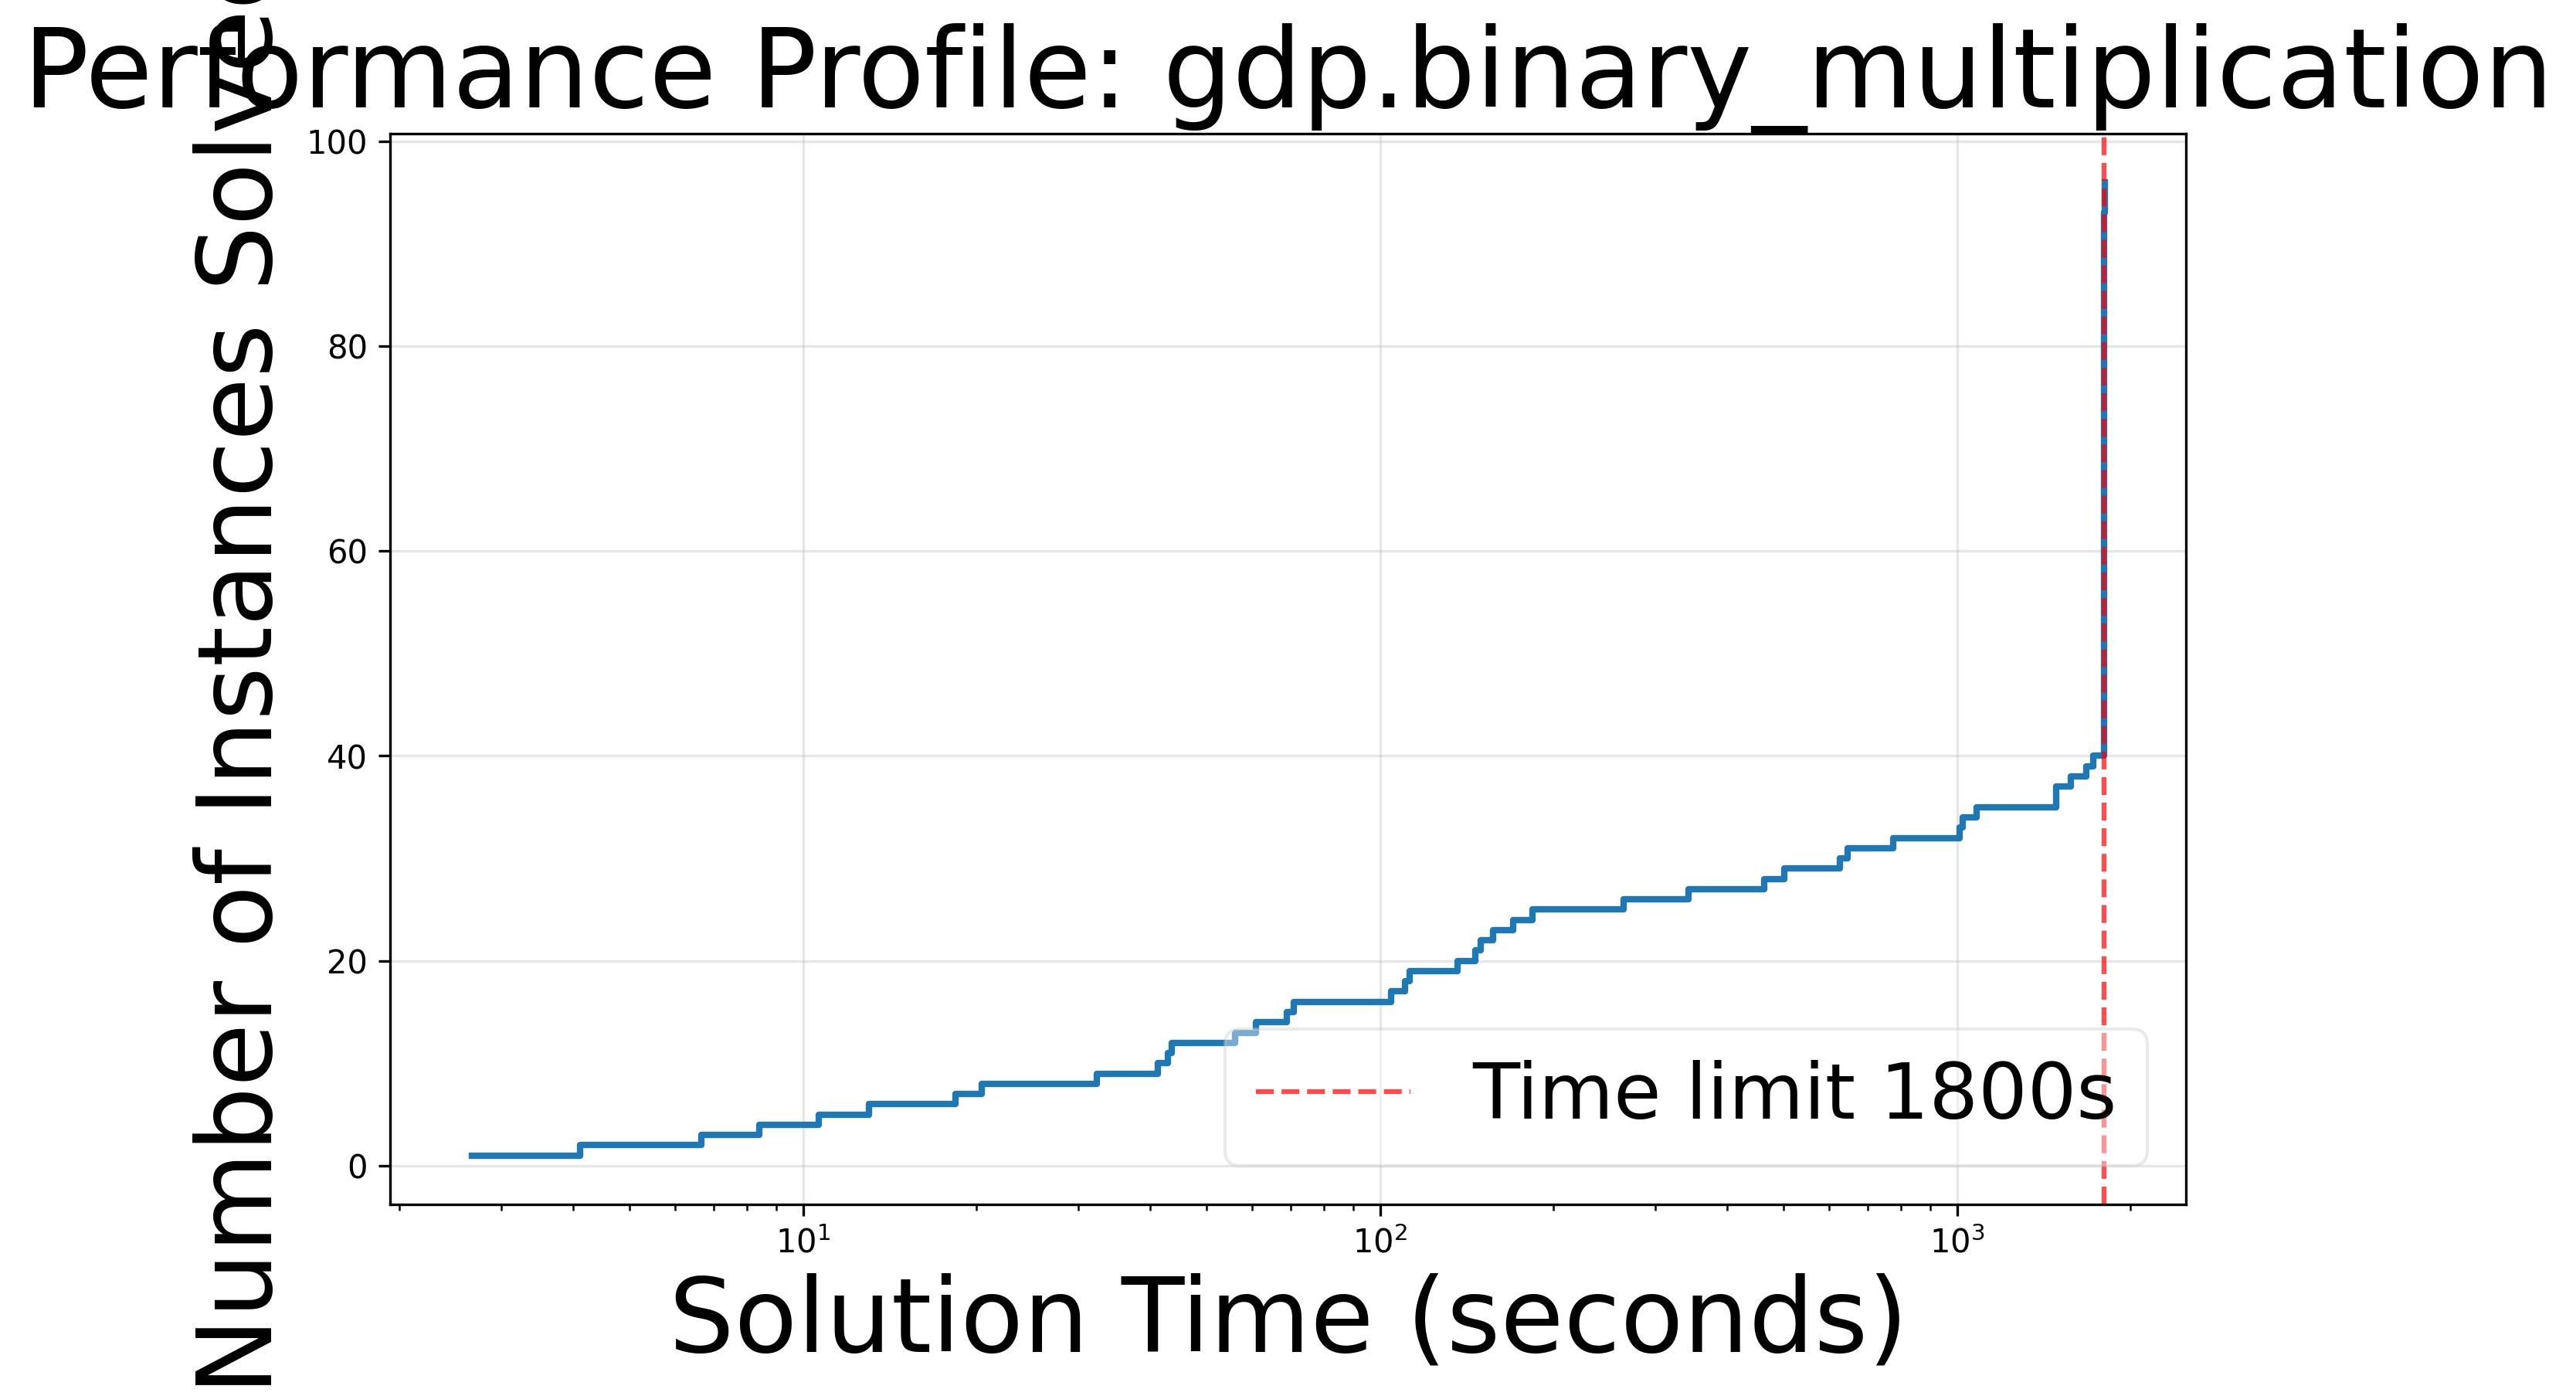 Performance Profile: gdp.binary_multiplication
Number of Instances Solved
100
80
60
40
20
0
Time limit 1800s
10¹
10²
10³
Solution Time (seconds)